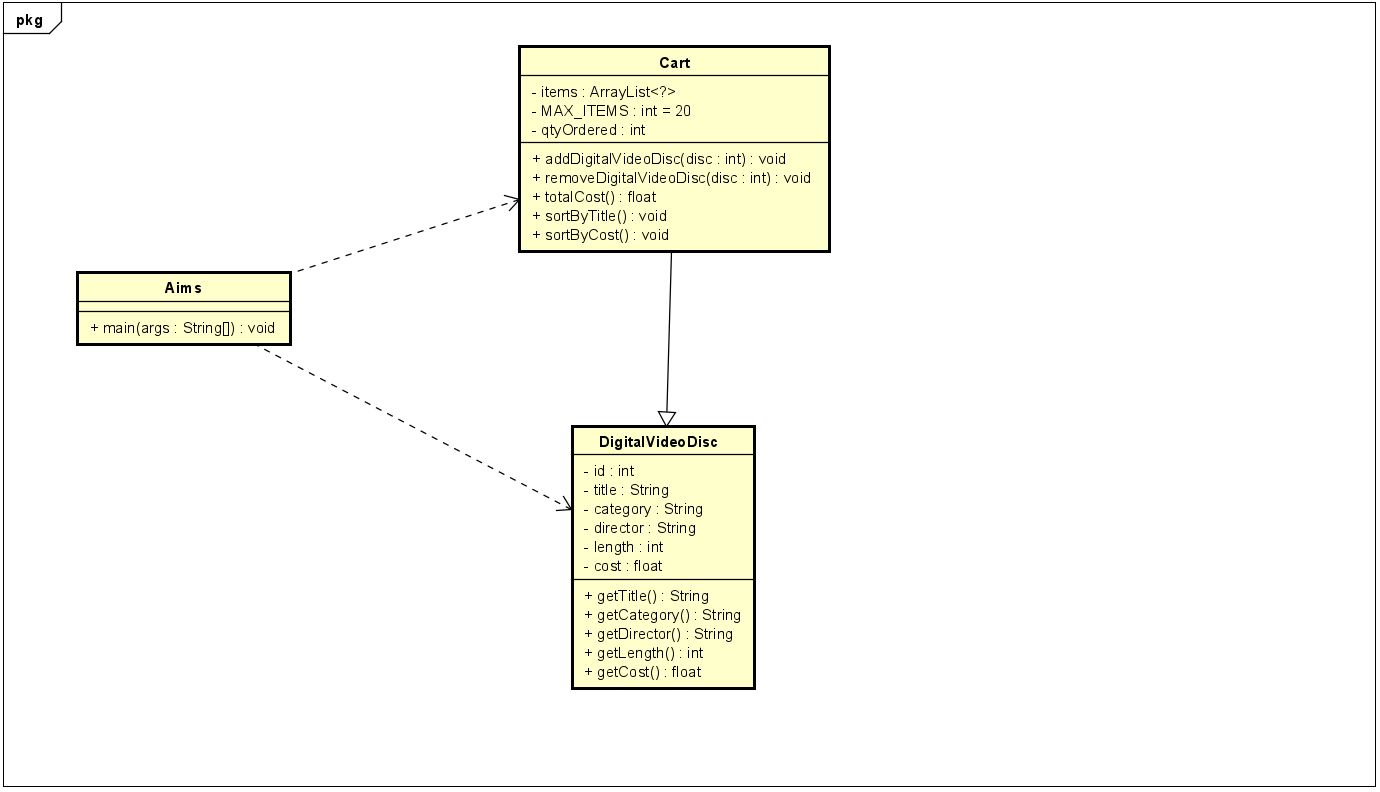 pkg
Cart
- items : ArrayList<?>
- MAX_ITEMS : int = 20
- qtyOrdered : int
+ addDigitalVideoDisc(disc : int) : void
+ removeDigitalVideoDisc(disc : int) : void
+ totalCost() : float
+ sortByTitle() : void
+ sortByCost() : void
Aims
+ main(args : String[]) : void
DigitalVideoDisc
- id : int
- title : String
- category : String
- director : String
- length : int
- cost : float
+ getTitle() : String
+ getCategory() : String
+ getDirector() : String
+ getLength() : int
+ getCost() : float